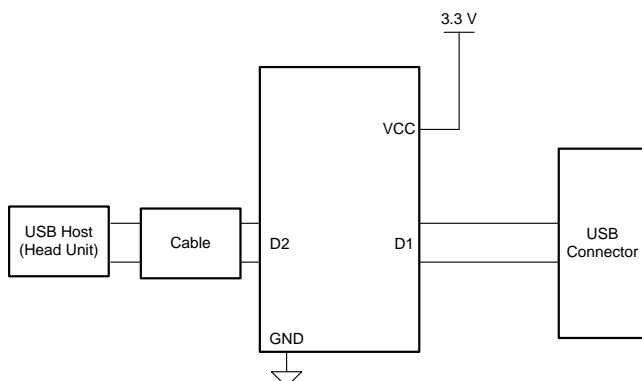 3.3 V
VCC
USB Host
(Head Unit)
Cable
D2
D1
USB
Connector
GND